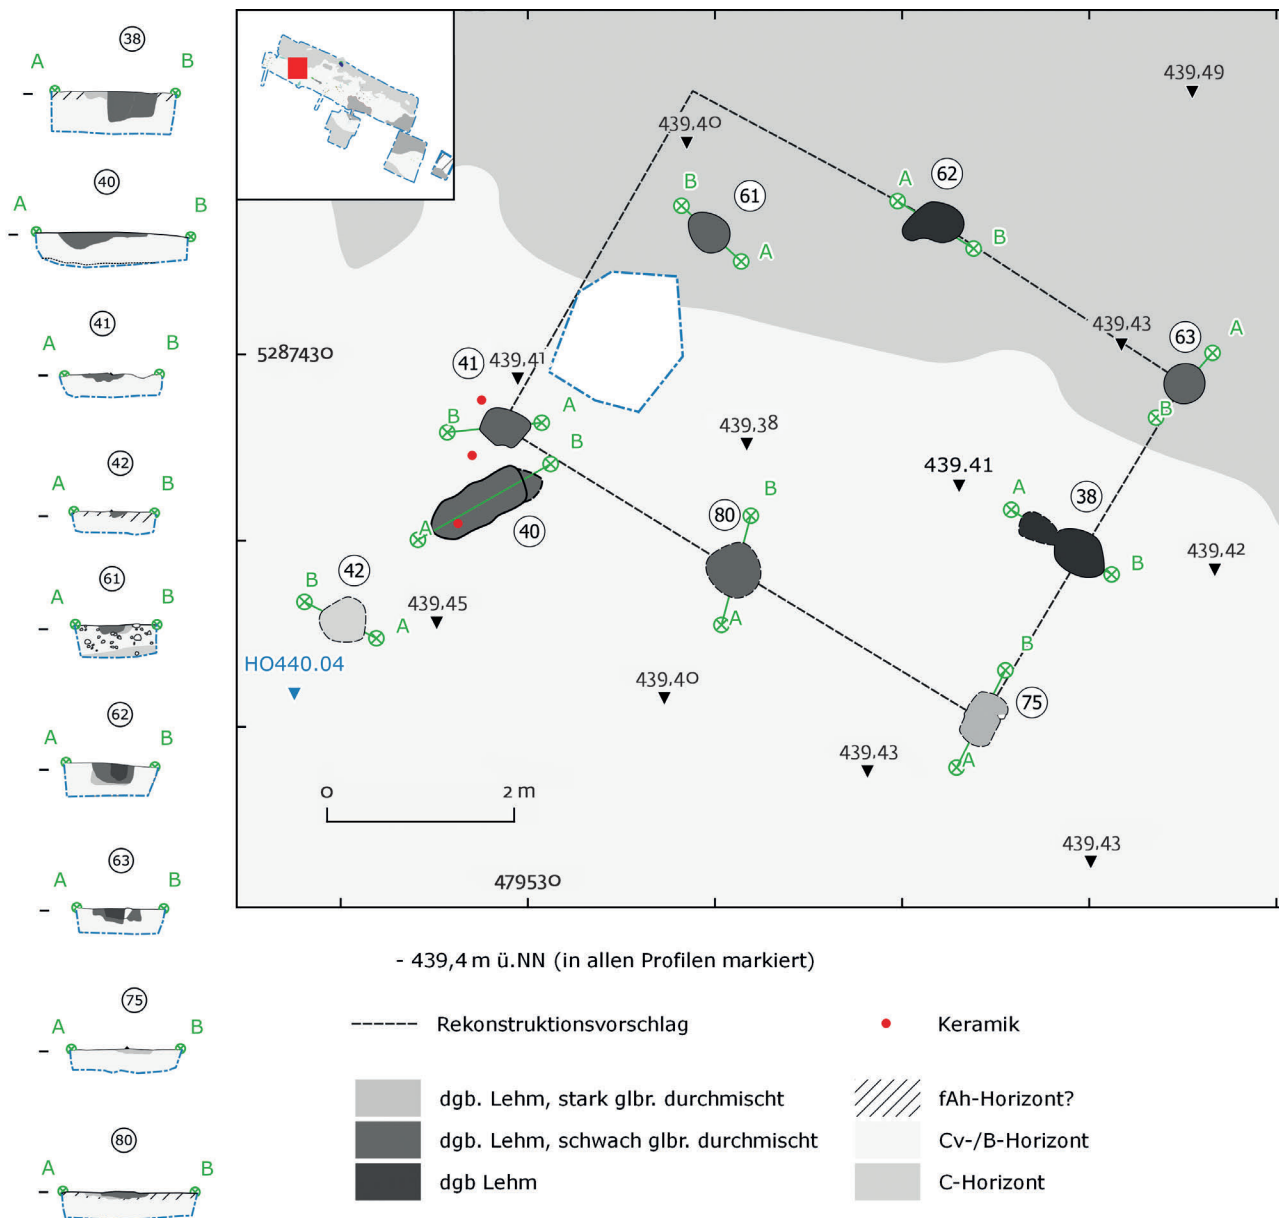 38
A B
-
40
A B
-
41
A B
-
42
A B
-
61
A B
-
62
A B
-
63
A B
-
75
A B
-
80
A B
-
439,49
439,40
B 61
A
A 62
B
439,43
63 A
B
5287430
41 439,41
B A
B
A 40
439,38
439.41
A 38
B
439,42
80 B
A
42
B
A
439,45
HO440.04
439,40
B
75
A
439,43
439,43
0 2 m
479530
- 439,4 m ü.NN (in allen Profilen markiert)
Rekonstruktionsvorschlag
Keramik
dgb. Lehm, stark glbr. durchmischt
fAh-Horizont?
dgb. Lehm, schwach glbr. durchmischt
Cv-/B-Horizont
dgb Lehm
C-Horizont